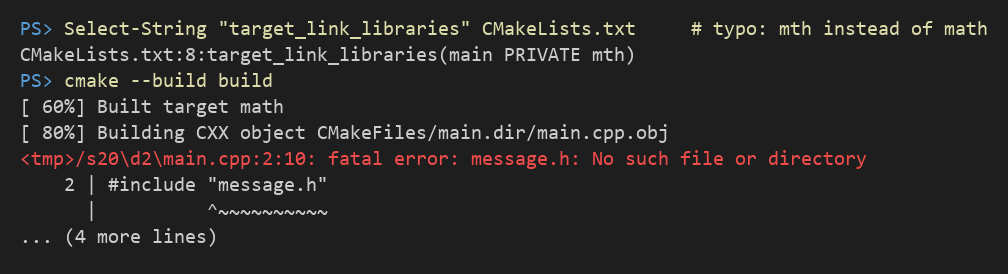 PS> Select-String "target_link_libraries" CMakeLists.txt     # typo: mth instead of math
CMakeLists.txt:8:target_link_libraries(main PRIVATE mth)
PS> cmake --build build
[ 60%] Built target math
[ 80%] Building CXX object CMakeFiles/main.dir/main.cpp.obj
<tmp>/s20\d2\main.cpp:2:10: fatal error: message.h: No such file or directory
    2 | #include "message.h"
      |          ^~~~~~~~~~~
... (4 more lines)